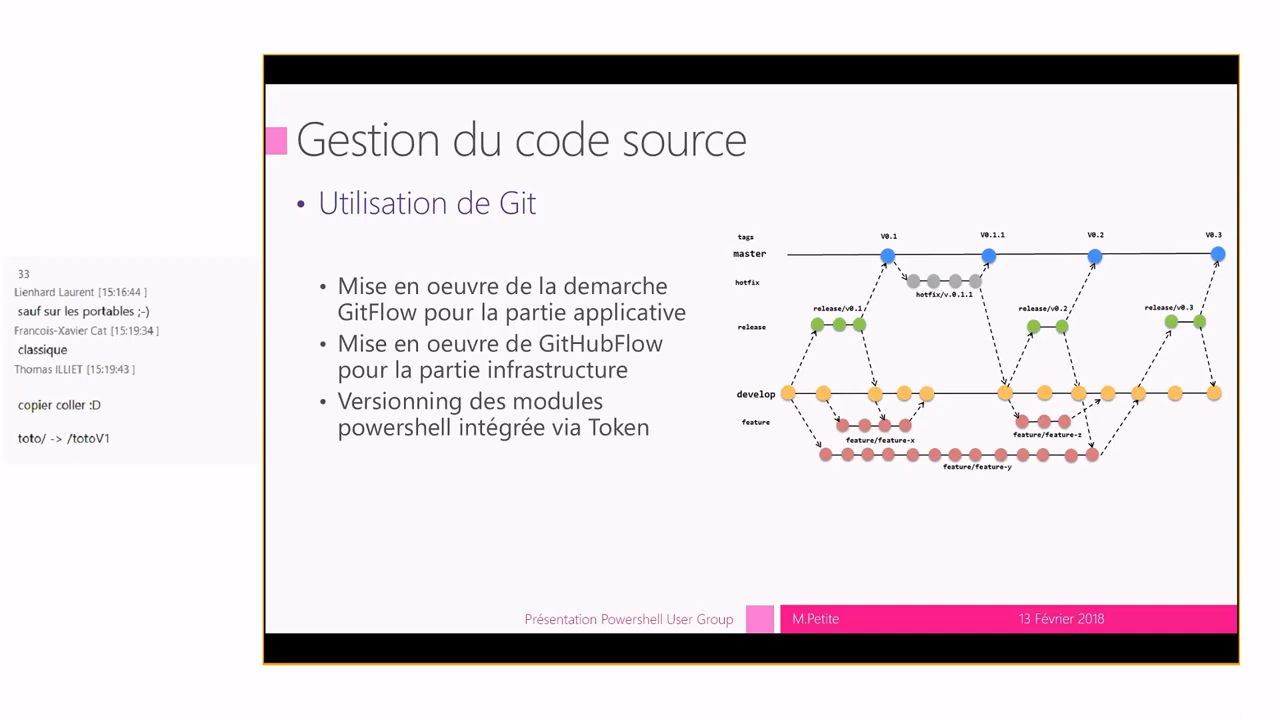 33
Lienhard Laurent [15:16:44 ]
sauf sur les portables ;-)
Francois-Xavier Cat [15:19:34 ]
classique
Thomas ILLIET [15:19:43 ]
copier coller :D
toto/ -> /totoV1
Gestion du code source
• Utilisation de Git
• Mise en oeuvre de la demarche
GitFlow pour la partie applicative
• Mise en oeuvre de GitHubFlow
pour la partie infrastructure
• Versionning des modules
powershell intégrée via Token
tags
V0.1
V0.1.1
V0.2
V0.3
master
hotfix
hotfix/v.0.1.1
release/v0.1
release/v0.2
release/v0.3
release
develop
feature
feature/feature-x
feature/feature-z
feature/feature-y
Présentation Powershell User Group
M.Petite
13 Février 2018